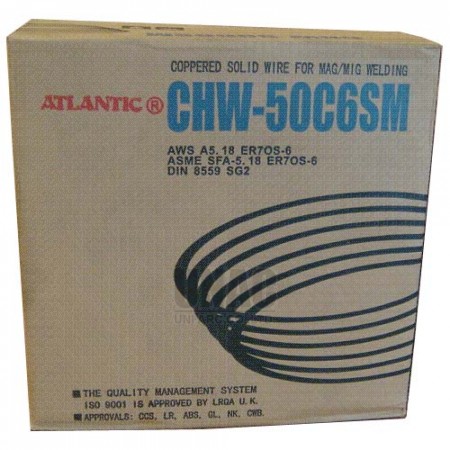 COPPERED SOLID WIRE FOR MAG/MIG WELDING
ATLANTIC® CHW-50C6SM
AWS A5.18 ER7OS-6
ASME SFA-5.18 ER7OS-6
DIN 8559 SG2
■ THE QUALITY MANAGEMENT SYSTEM
ISO 9001 IS APPROVED BY LRQA U.K.
■ APPROVALS: CCS, LR, ABS, GL, NK, CWB.